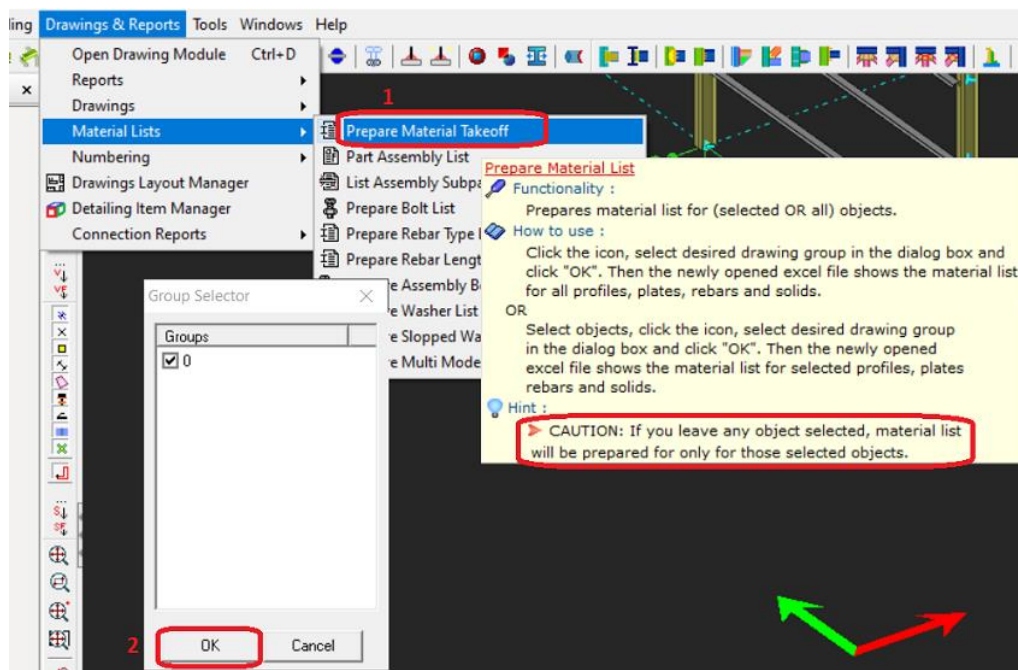 ling Drawings & Reports Tools Windows Help
Open Drawing Module Ctrl+D
Reports
Drawings
Material Lists
Numbering
Drawings Layout Manager
Detailing Item Manager
Connection Reports
1
Prepare Material Takeoff
Part Assembly List
List Assembly Subpa
Prepare Bolt List
Prepare Rebar Type
Prepare Rebar Lengt
e Assembly B
e Washer List
e Slopped Wa
e Multi Mode
Prepare Material List
Functionality :
Prepares material list for (selected OR all) objects.
How to use :
Click the icon, select desired drawing group in the dialog box and
click "OK". Then the newly opened excel file shows the material list
for all profiles, plates, rebars and solids.
OR
Select objects, click the icon, select desired drawing group
in the dialog box and click "OK". Then the newly opened
excel file shows the material list for selected profiles, plates
rebars and solids.
Hint :
CAUTION: If you leave any object selected, material list
will be prepared for only for those selected objects.
Group Selector
Groups
0
2
OK Cancel